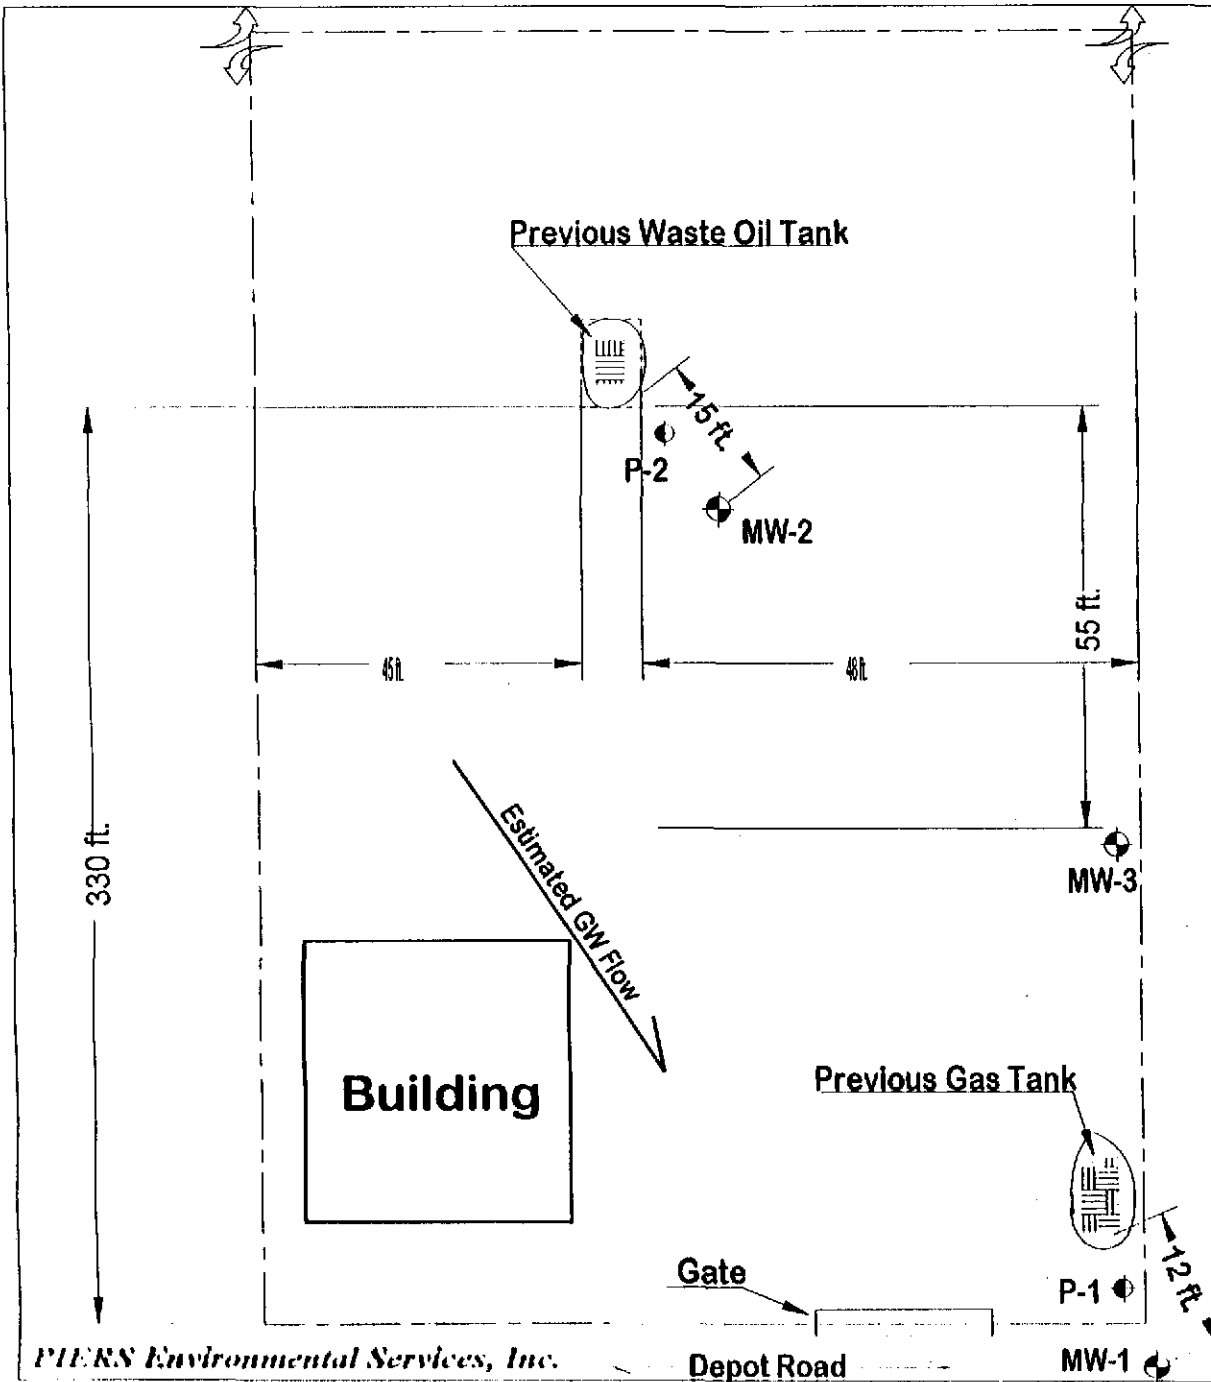 Previous Waste Oil Tank
15 ft.
P-2
MW-2
55 ft.
45 ft.
48 ft.
330 ft.
Estimated GW Flow
MW-3
Building
Previous Gas Tank
12 ft.
Gate
P-1
PIERS Environmental Services, Inc.
Depot Road
MW-1